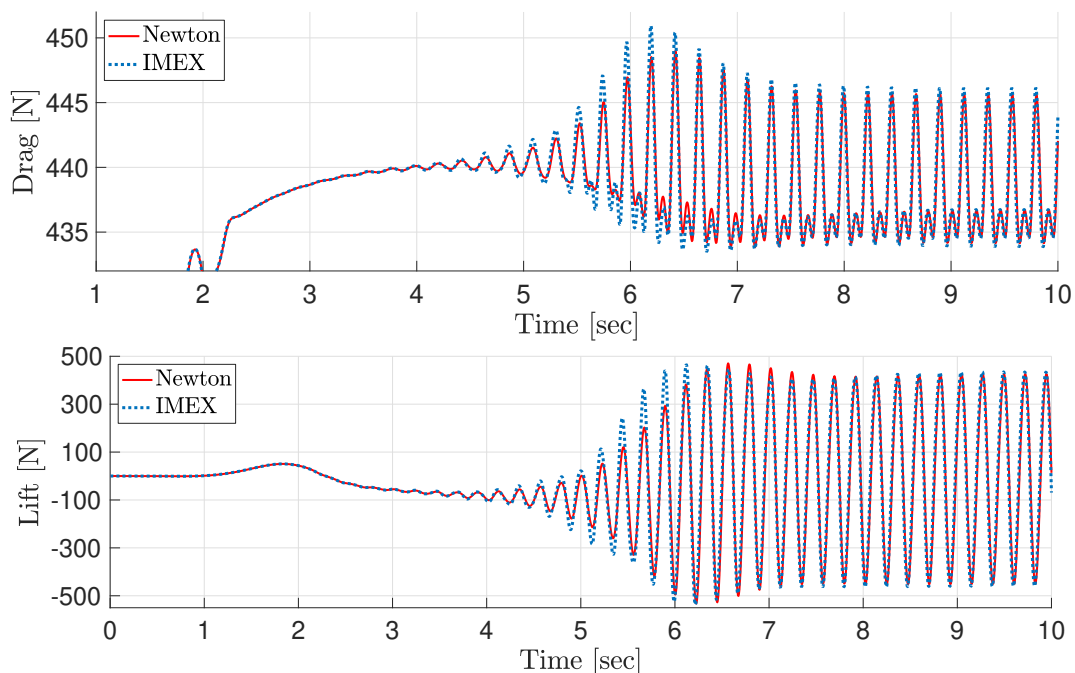 Newton
IMEX
450
445
440
435
Drag [N]
1 2 3 4 5 6 7 8 9 10
Time [sec]
Newton
IMEX
500
300
100
-100
-300
-500
Lift [N]
0 1 2 3 4 5 6 7 8 9 10
Time [sec]